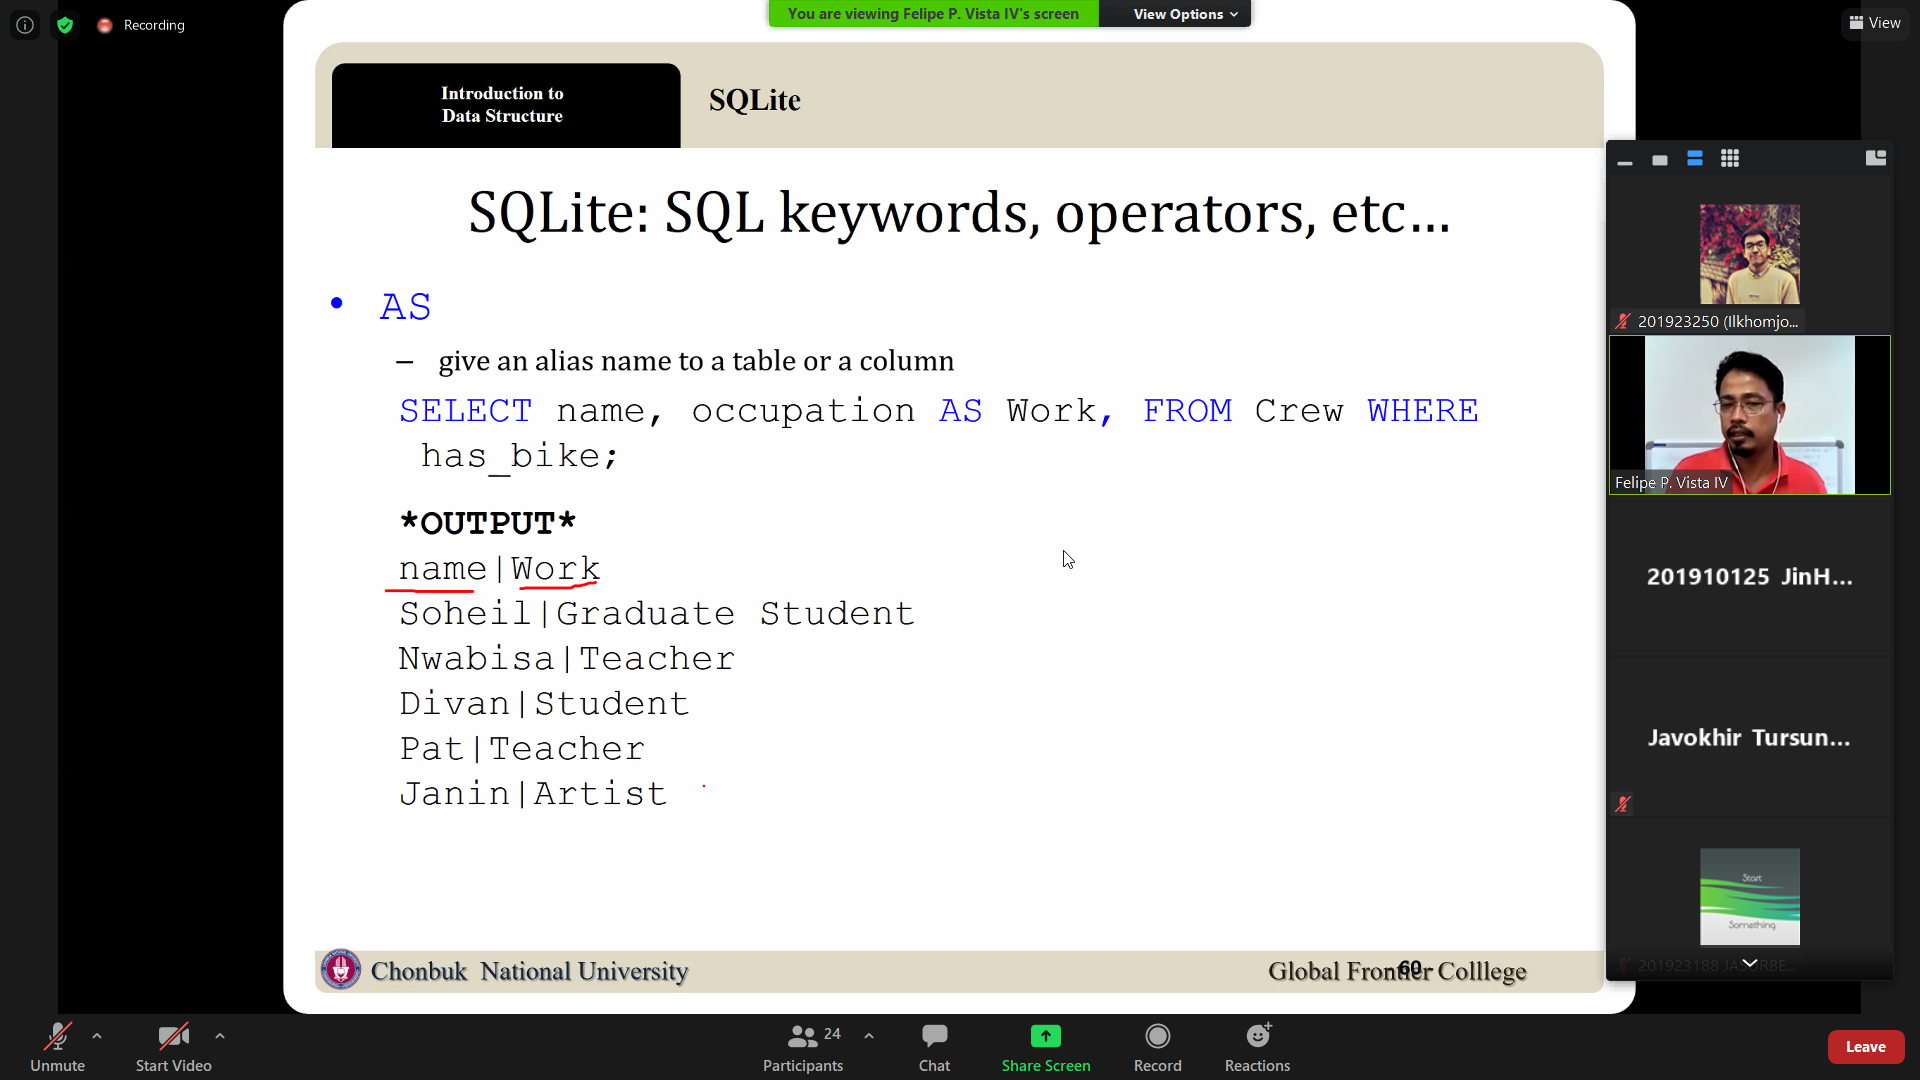 You are viewing Felipe P. Vista IV's screen
View Options
Recording
View
Introduction to
Data Structure
SQLite
SQLite: SQL keywords, operators, etc...
• AS
– give an alias name to a table or a column
SELECT name, occupation AS Work, FROM Crew WHERE
has_bike;
*OUTPUT*
name|Work
Soheil|Graduate Student
Nwabisa|Teacher
Divan|Student
Pat|Teacher
Janin|Artist
Chonbuk National University
Global Frontier Colllege
60
201923250 (Ilkhomjo...
Felipe P. Vista IV
201910125 JinH...
Javokhir Tursun...
Start
Something
201923188 JASURBE...
Unmute
Start Video
Participants
24
Chat
Share Screen
Record
Reactions
Leave